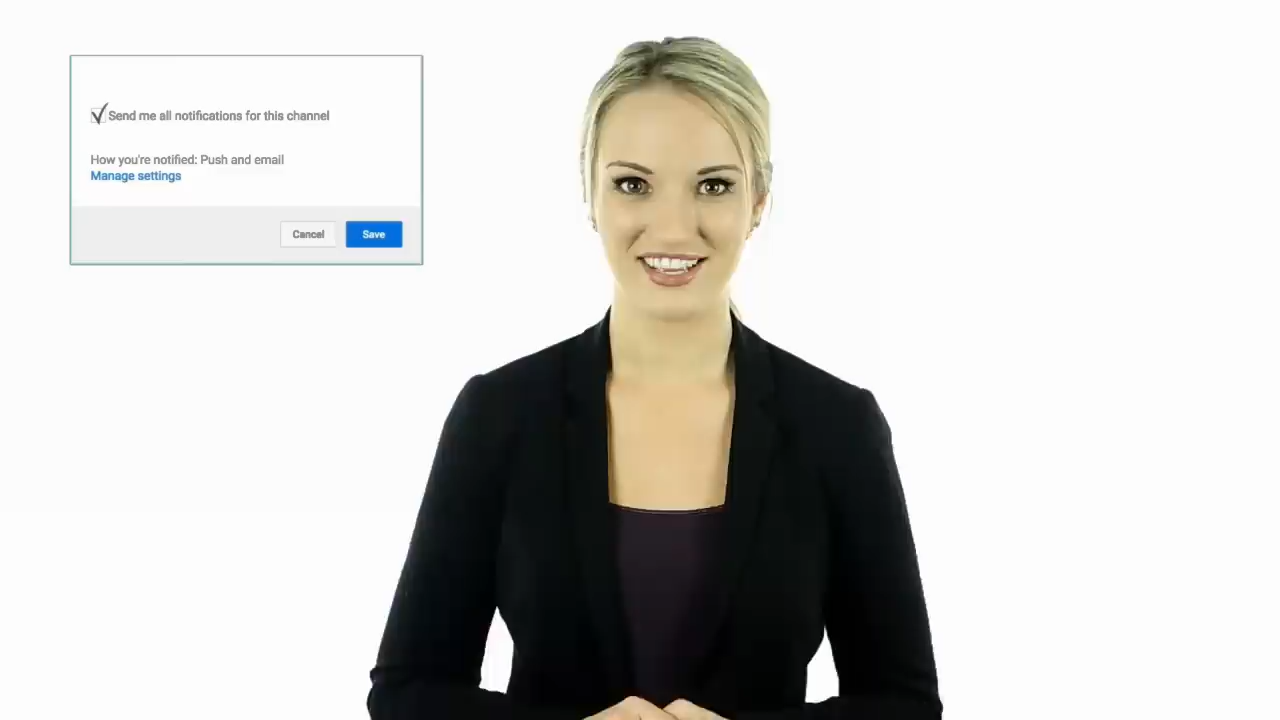 Send me all notifications for this channel
How you're notified: Push and email
Manage settings
Cancel
Save